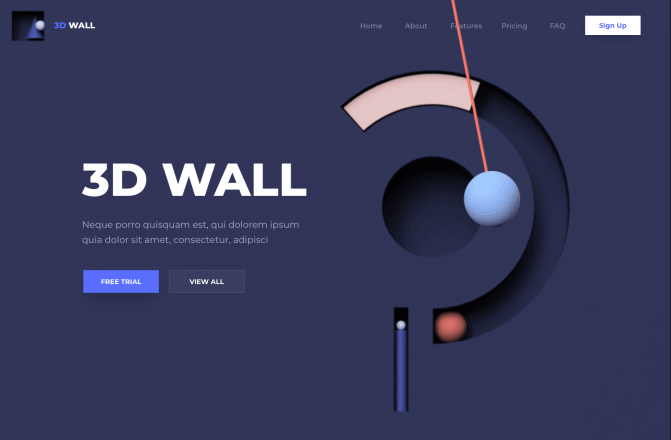 3D WALL
Home About Features Pricing FAQ Sign Up
3D WALL
Neque porro quisquam est, qui dolorem ipsum
quia dolor sit amet, consectetur, adipisci
FREE TRIAL VIEW ALL